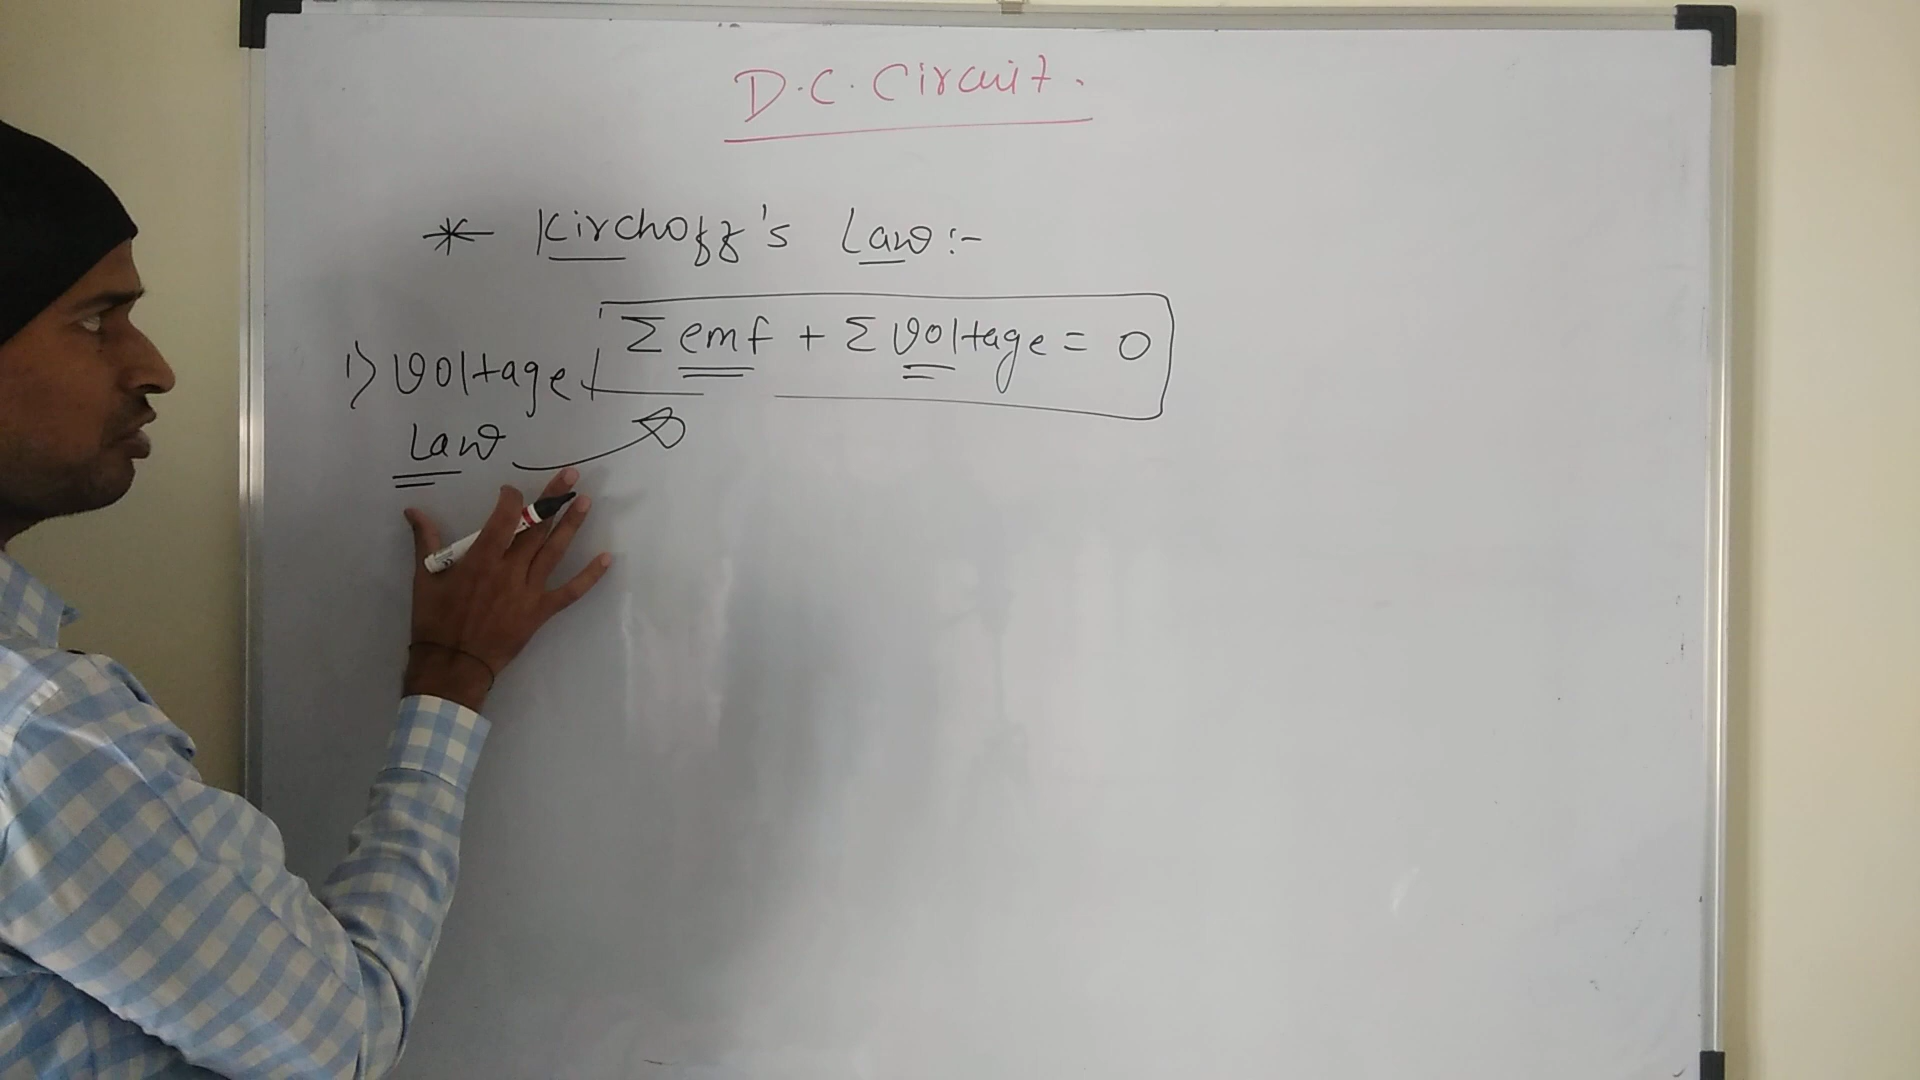 D.C. Circuit.
* Kirchoff's Law:-
Σ emf + Σ Voltage = 0
1) Voltage
Law